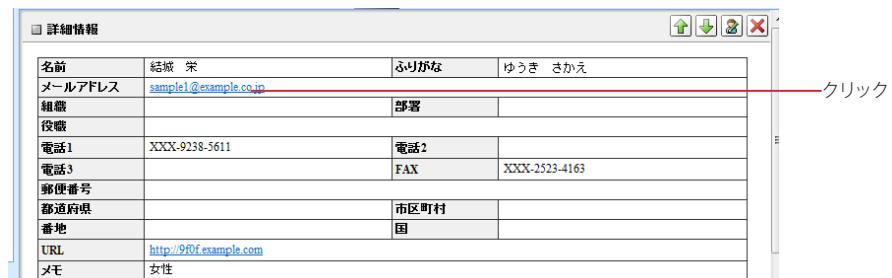 詳細情報
名前 結城 栄 ふりがな ゆうき さかえ
メールアドレス sample1@example.co.jp
クリック
組織 部署
役職
電話1 XXX-9238-5611 電話2
電話3 FAX XXX-2523-4163
郵便番号
都道府県 市区町村
番地 国
URL http://9f0f.example.com
メモ 女性